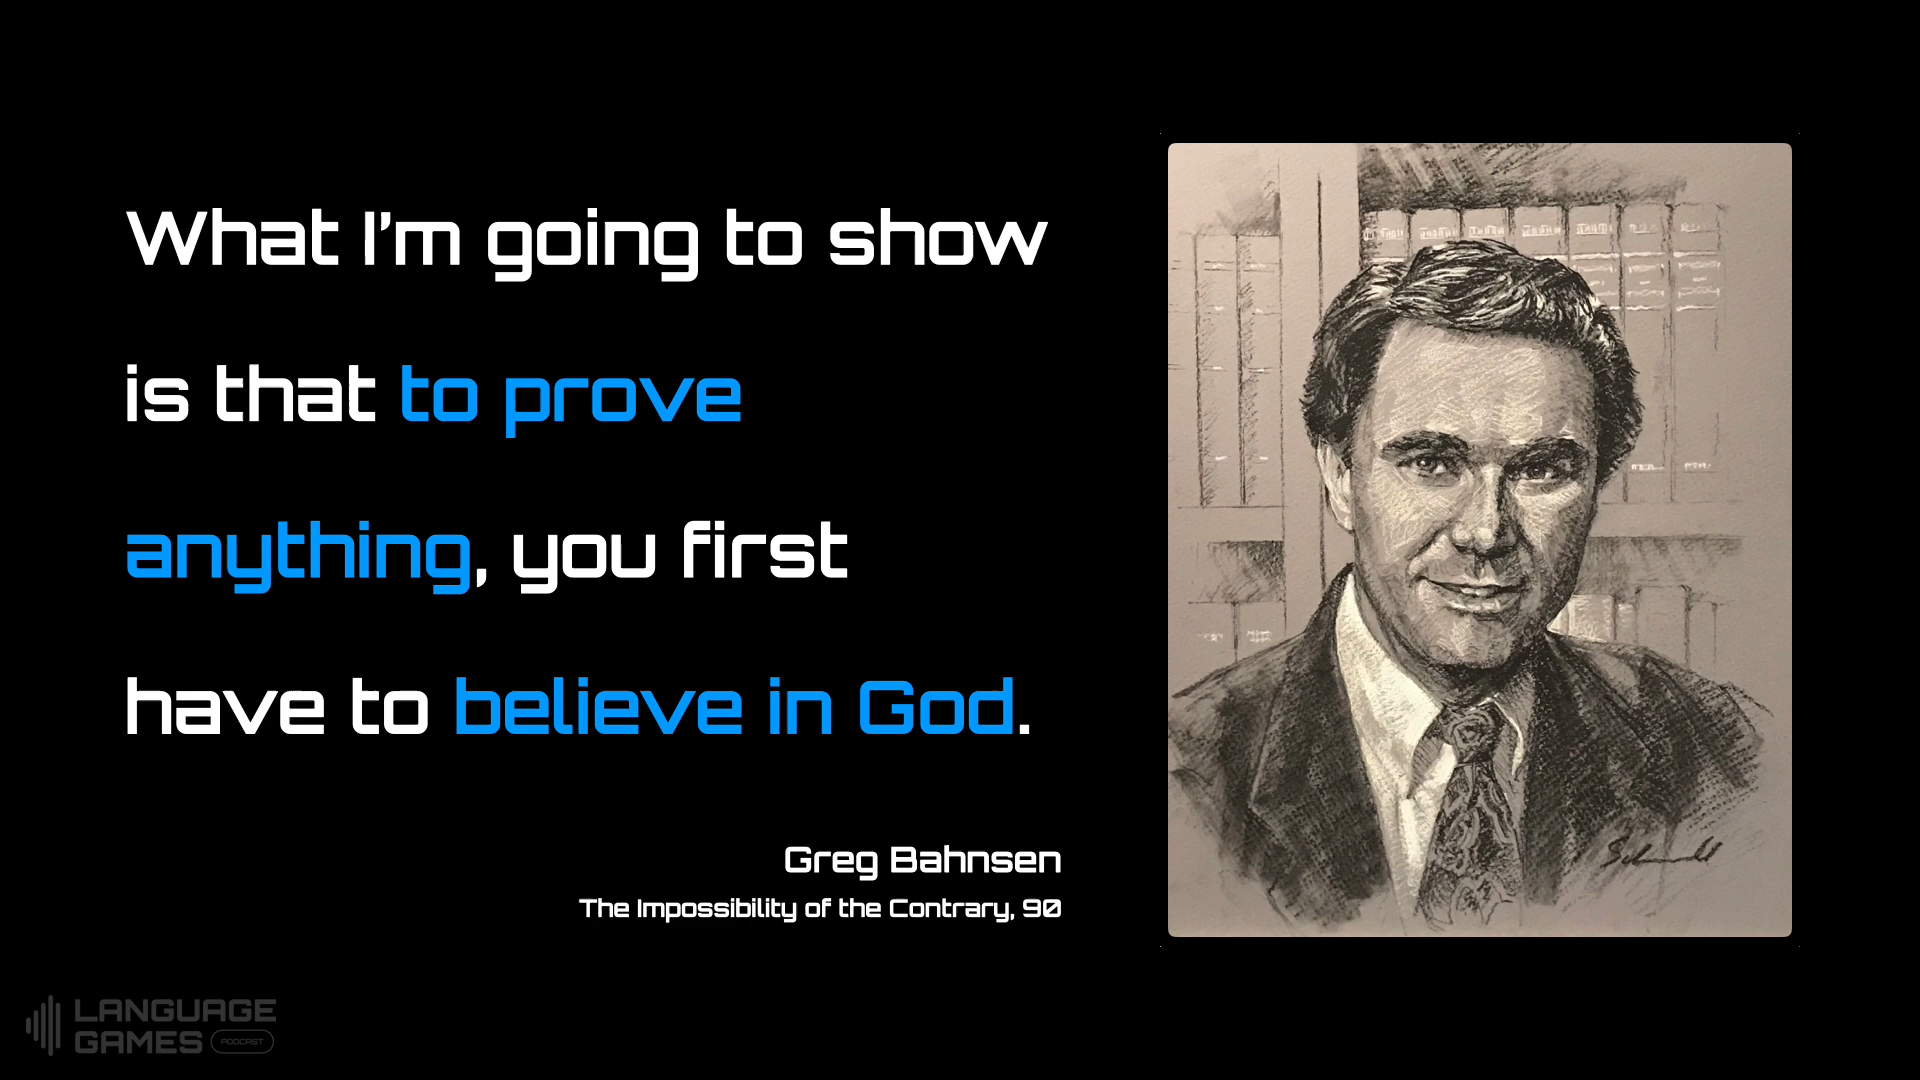 What I’m going to show
is that to prove
anything, you first
have to believe in God.
Greg Bahnsen
The Impossibility of the Contrary, 90
LANGUAGE
GAMES PODCAST